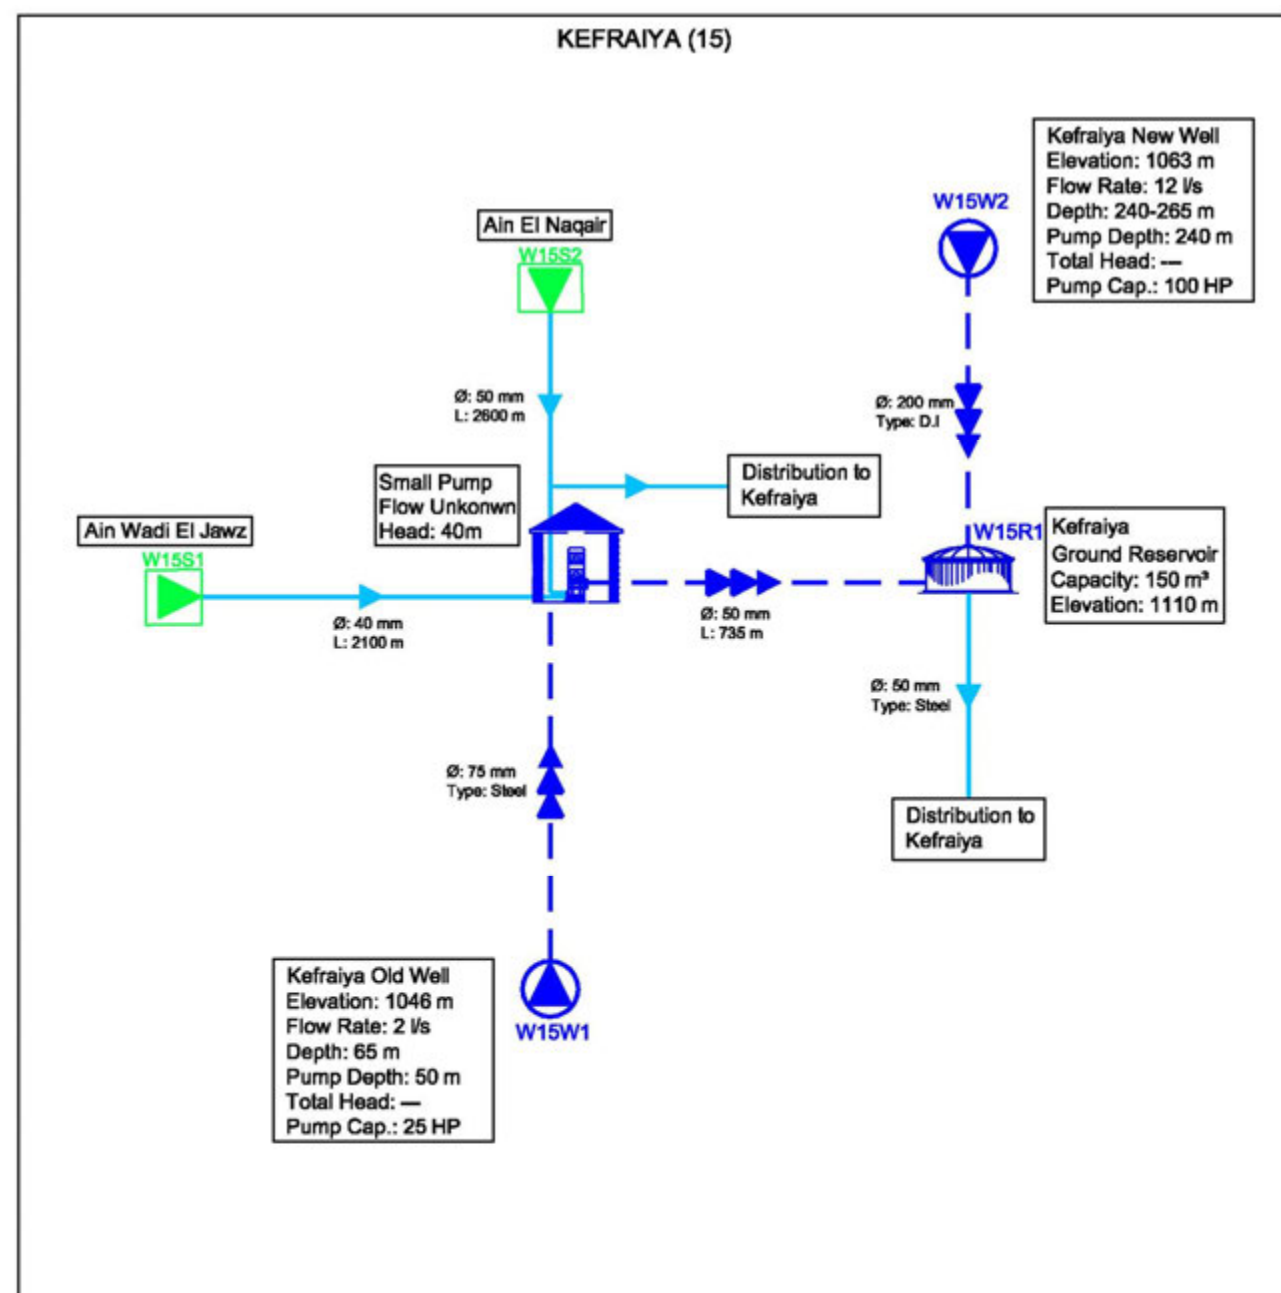 KEFRAIYA (15)
Kefraiya New Well
Elevation: 1063 m
Flow Rate: 12 l/s
Depth: 240-265 m
Pump Depth: 240 m
Total Head: ---
Pump Cap.: 100 HP
W15W2
Ain El Naqair
W15S2
Ø: 50 mm
L: 2600 m
Ø: 200 mm
Type: D.I
Small Pump
Flow Unkonwn
Head: 40m
Distribution to
Kefraiya
Ain Wadi El Jawz
W15S1
W15R1
Kefraiya
Ground Reservoir
Capacity: 150 m³
Elevation: 1110 m
Ø: 40 mm
L: 2100 m
Ø: 50 mm
L: 735 m
Ø: 50 mm
Type: Steel
Ø: 75 mm
Type: Steel
Distribution to
Kefraiya
Kefraiya Old Well
Elevation: 1046 m
Flow Rate: 2 l/s
Depth: 65 m
Pump Depth: 50 m
Total Head: ---
Pump Cap.: 25 HP
W15W1